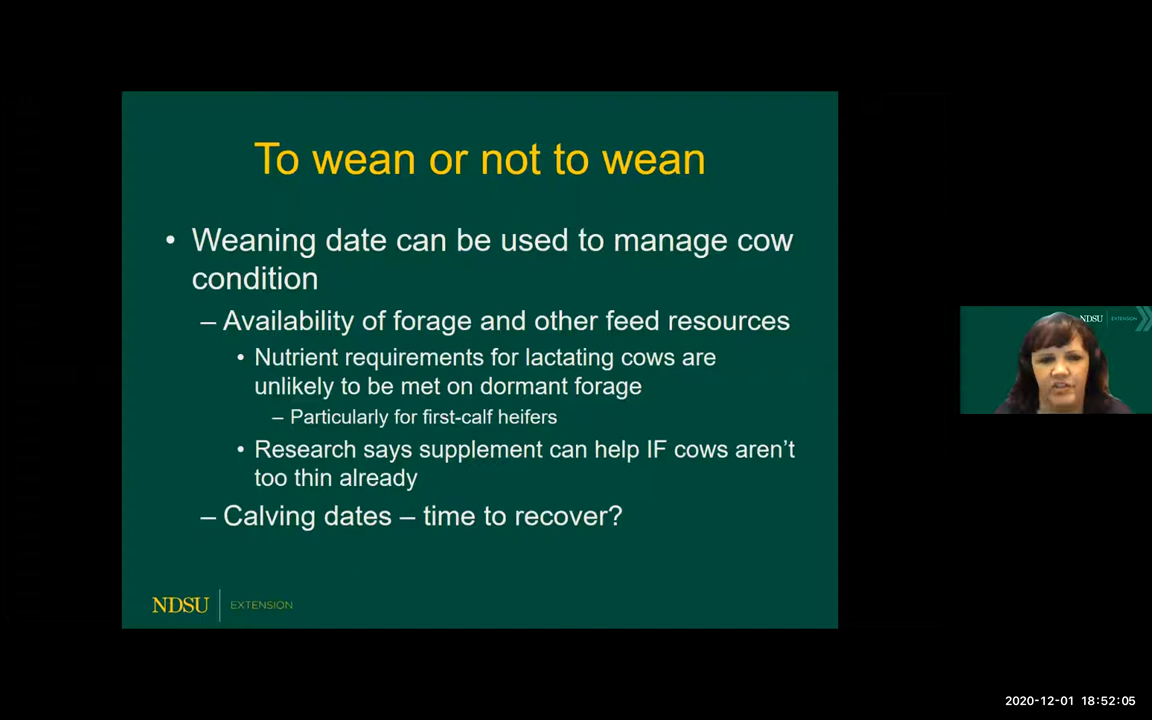 To wean or not to wean
• Weaning date can be used to manage cow
condition
– Availability of forage and other feed resources
• Nutrient requirements for lactating cows are
unlikely to be met on dormant forage
– Particularly for first-calf heifers
• Research says supplement can help IF cows aren't
too thin already
– Calving dates – time to recover?
NDSU EXTENSION
NDSU EXTENSION
2020-12-01 18:52:05